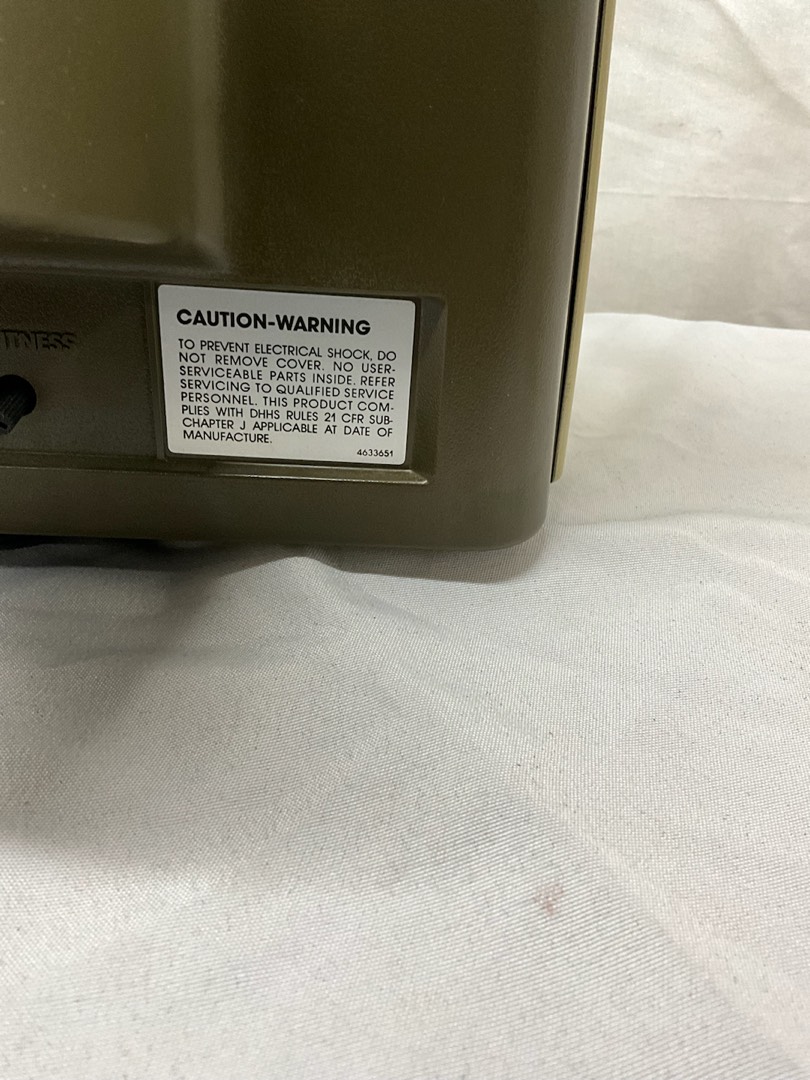 CAUTION-WARNING
TO PREVENT ELECTRICAL SHOCK, DO
NOT REMOVE COVER. NO USER-
SERVICEABLE PARTS INSIDE. REFER
SERVICING TO QUALIFIED SERVICE
PERSONNEL. THIS PRODUCT COM-
PLIES WITH DHHS RULES 21 CFR SUB-
CHAPTER J APPLICABLE AT DATE OF
MANUFACTURE.
4633651